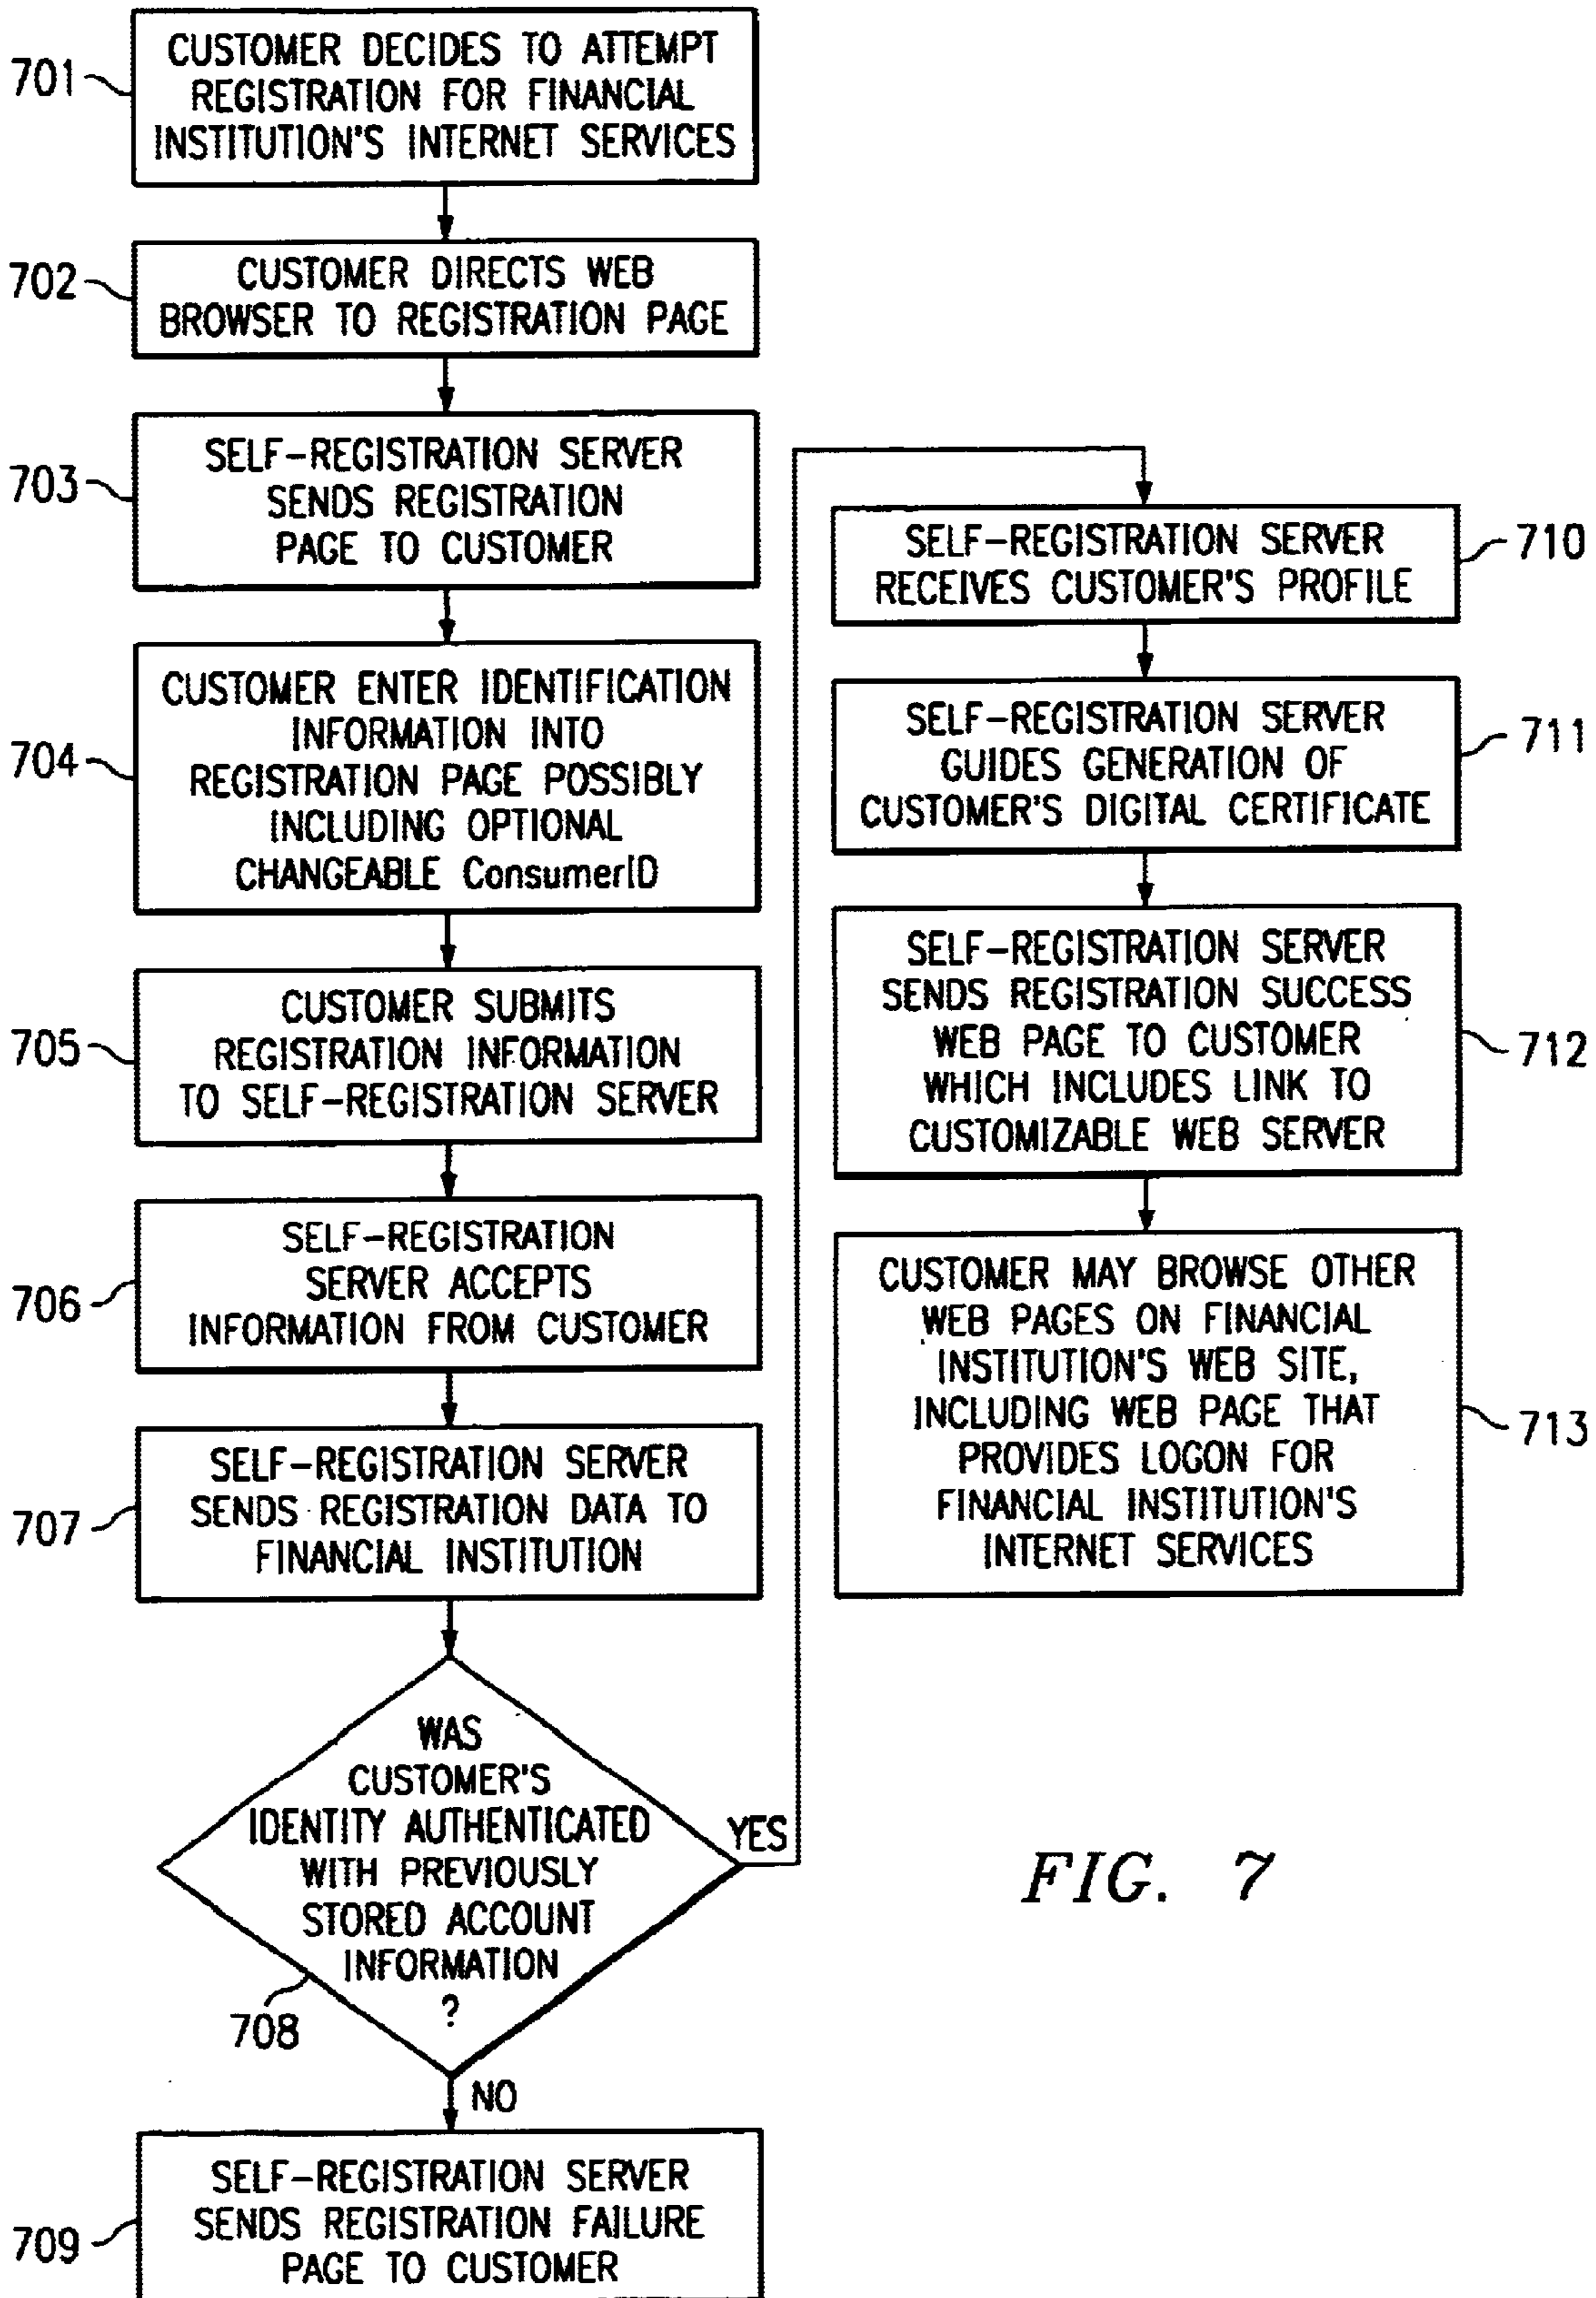 701
CUSTOMER DECIDES TO ATTEMPT
REGISTRATION FOR FINANCIAL
INSTITUTION'S INTERNET SERVICES
702
CUSTOMER DIRECTS WEB
BROWSER TO REGISTRATION PAGE
703
SELF-REGISTRATION SERVER
SENDS REGISTRATION
PAGE TO CUSTOMER
704
CUSTOMER ENTER IDENTIFICATION
INFORMATION INTO
REGISTRATION PAGE POSSIBLY
INCLUDING OPTIONAL
CHANGEABLE ConsumerID
705
CUSTOMER SUBMITS
REGISTRATION INFORMATION
TO SELF-REGISTRATION SERVER
706
SELF-REGISTRATION
SERVER ACCEPTS
INFORMATION FROM CUSTOMER
707
SELF-REGISTRATION SERVER
SENDS REGISTRATION DATA TO
FINANCIAL INSTITUTION
WAS
CUSTOMER'S
IDENTITY AUTHENTICATED
WITH PREVIOUSLY
STORED ACCOUNT
INFORMATION
?
708
YES
NO
709
SELF-REGISTRATION SERVER
SENDS REGISTRATION FAILURE
PAGE TO CUSTOMER
SELF-REGISTRATION SERVER
RECEIVES CUSTOMER'S PROFILE
710
SELF-REGISTRATION SERVER
GUIDES GENERATION OF
CUSTOMER'S DIGITAL CERTIFICATE
711
SELF-REGISTRATION SERVER
SENDS REGISTRATION SUCCESS
WEB PAGE TO CUSTOMER
WHICH INCLUDES LINK TO
CUSTOMIZABLE WEB SERVER
712
CUSTOMER MAY BROWSE OTHER
WEB PAGES ON FINANCIAL
INSTITUTION'S WEB SITE,
INCLUDING WEB PAGE THAT
PROVIDES LOGON FOR
FINANCIAL INSTITUTION'S
INTERNET SERVICES
713
FIG. 7